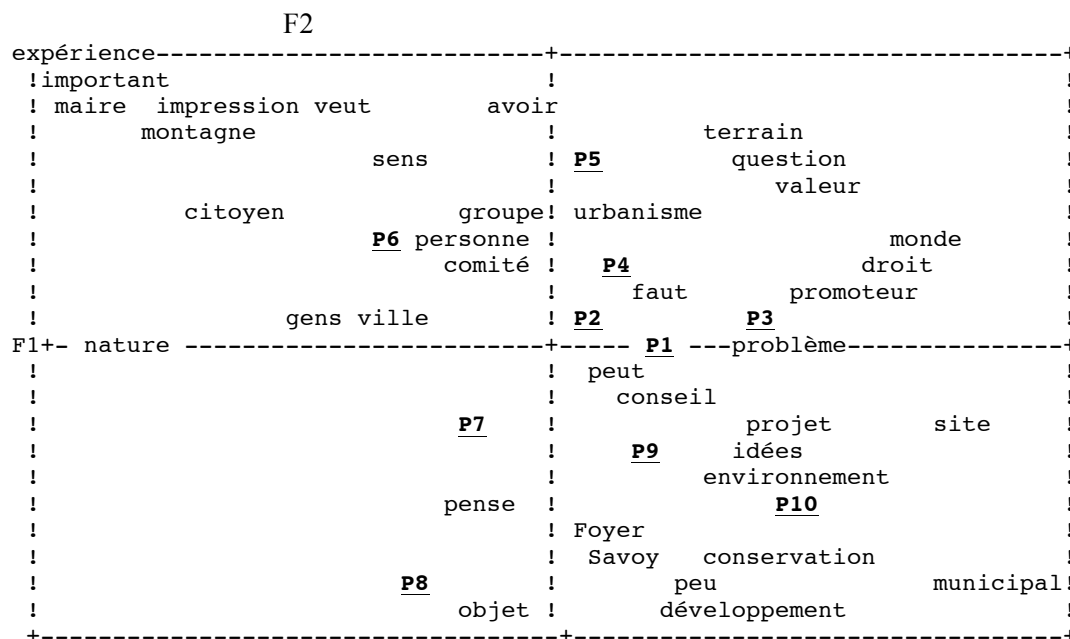 F2
expérience---------------------------+-----------------------------------+
!important ! !
! maire impression veut avoir !
! montagne ! terrain !
! sens ! P5 question !
! ! valeur !
! citoyen groupe! urbanisme !
! P6 personne ! monde !
! comité ! P4 droit !
! ! faut promoteur !
! gens ville ! P2 P3 !
F1+- nature -------------------------+----- P1 ---problème---------------+
! ! peut !
! ! conseil !
! P7 ! projet site !
! ! P9 idées !
! ! environnement !
! pense ! P10 !
! ! Foyer !
! ! Savoy conservation !
! P8 ! peu municipal!
! objet ! développement !
+------------------------------------+----------------------------------+